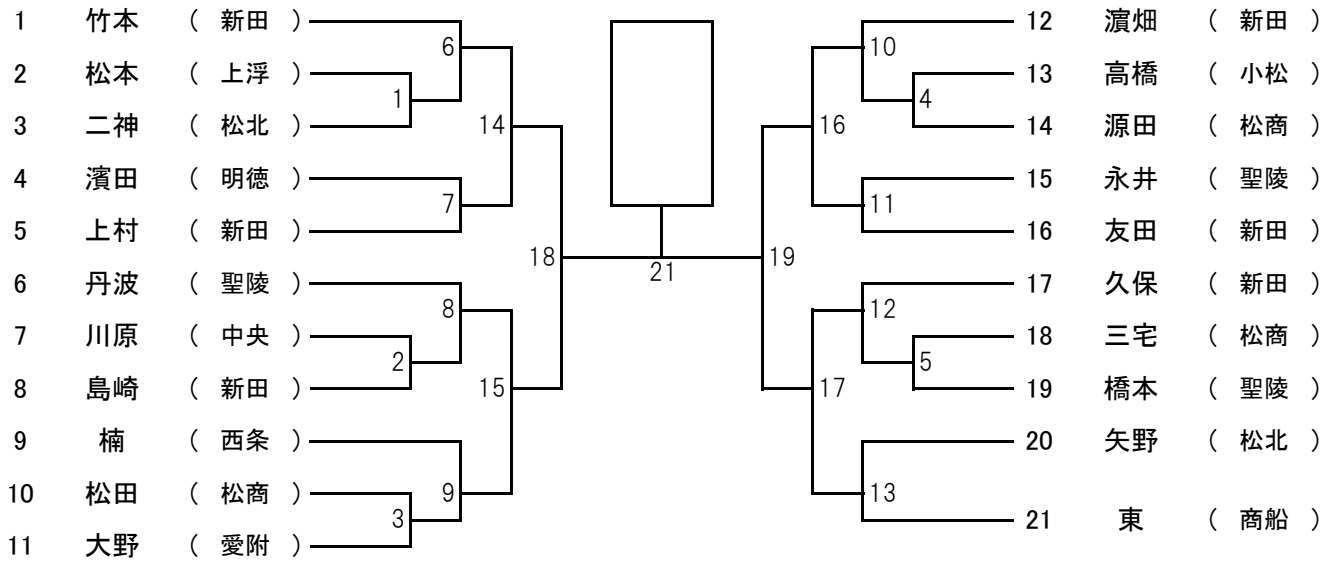 1 竹本 ( 新田 )
2 松本 ( 上浮 )
3 二神 ( 松北 )
4 濱田 ( 明徳 )
5 上村 ( 新田 )
6 丹波 ( 聖陵 )
7 川原 ( 中央 )
8 島崎 ( 新田 )
9 楠 ( 西条 )
10 松田 ( 松商 )
11 大野 ( 愛附 )
6
1
14
7
18
8
2
15
9
3
21
10
4
16
11
19
12
5
17
13
12 濵畑 ( 新田 )
13 高橋 ( 小松 )
14 源田 ( 松商 )
15 永井 ( 聖陵 )
16 友田 ( 新田 )
17 久保 ( 新田 )
18 三宅 ( 松商 )
19 橋本 ( 聖陵 )
20 矢野 ( 松北 )
21 東 ( 商船 )